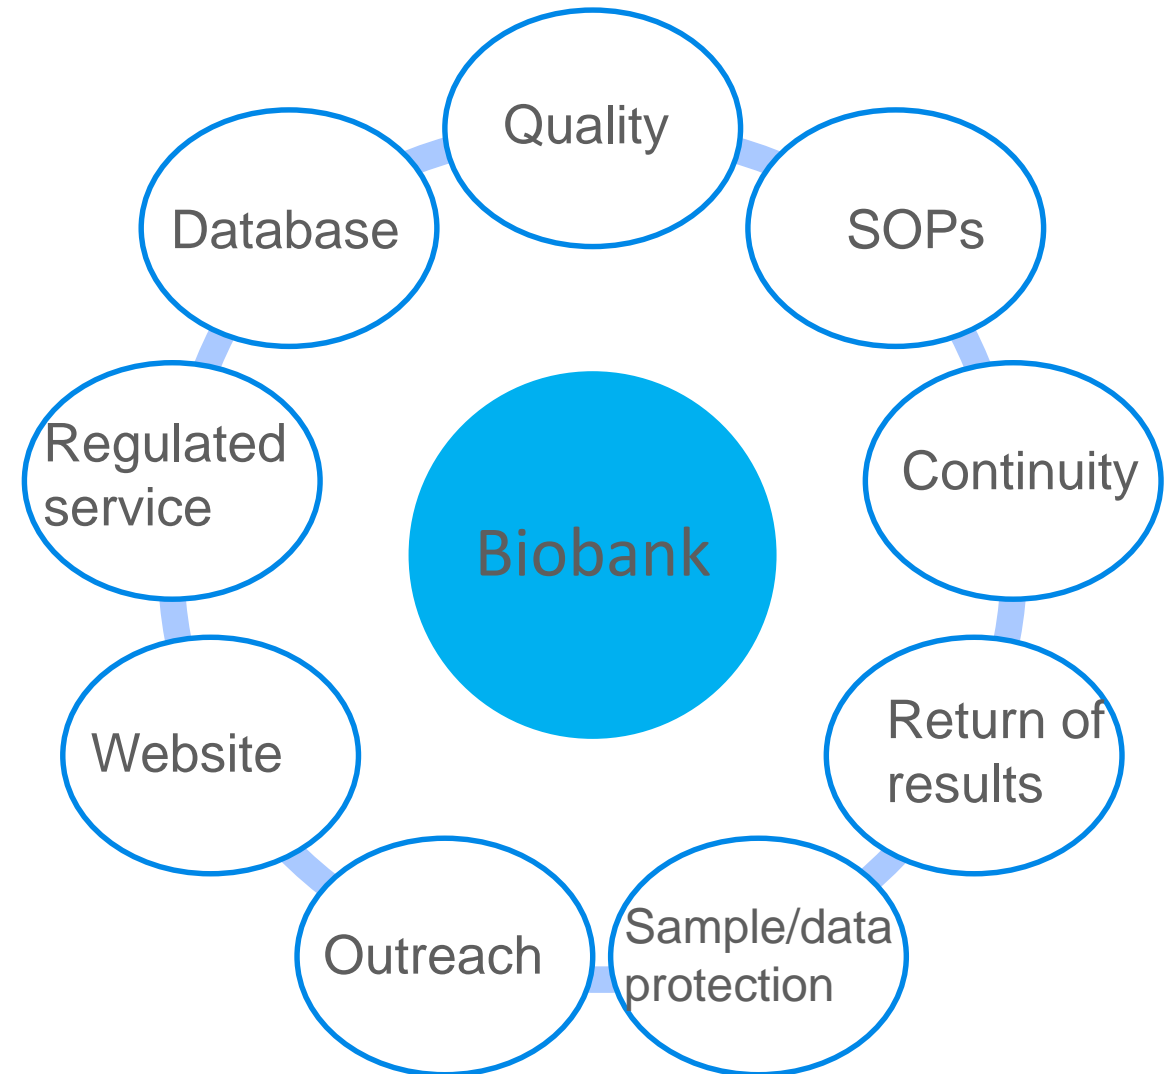 Quality
Database
SOPs
Regulated
service
Continuity
Biobank
Website
Return of
results
Outreach
Sample/data
protection